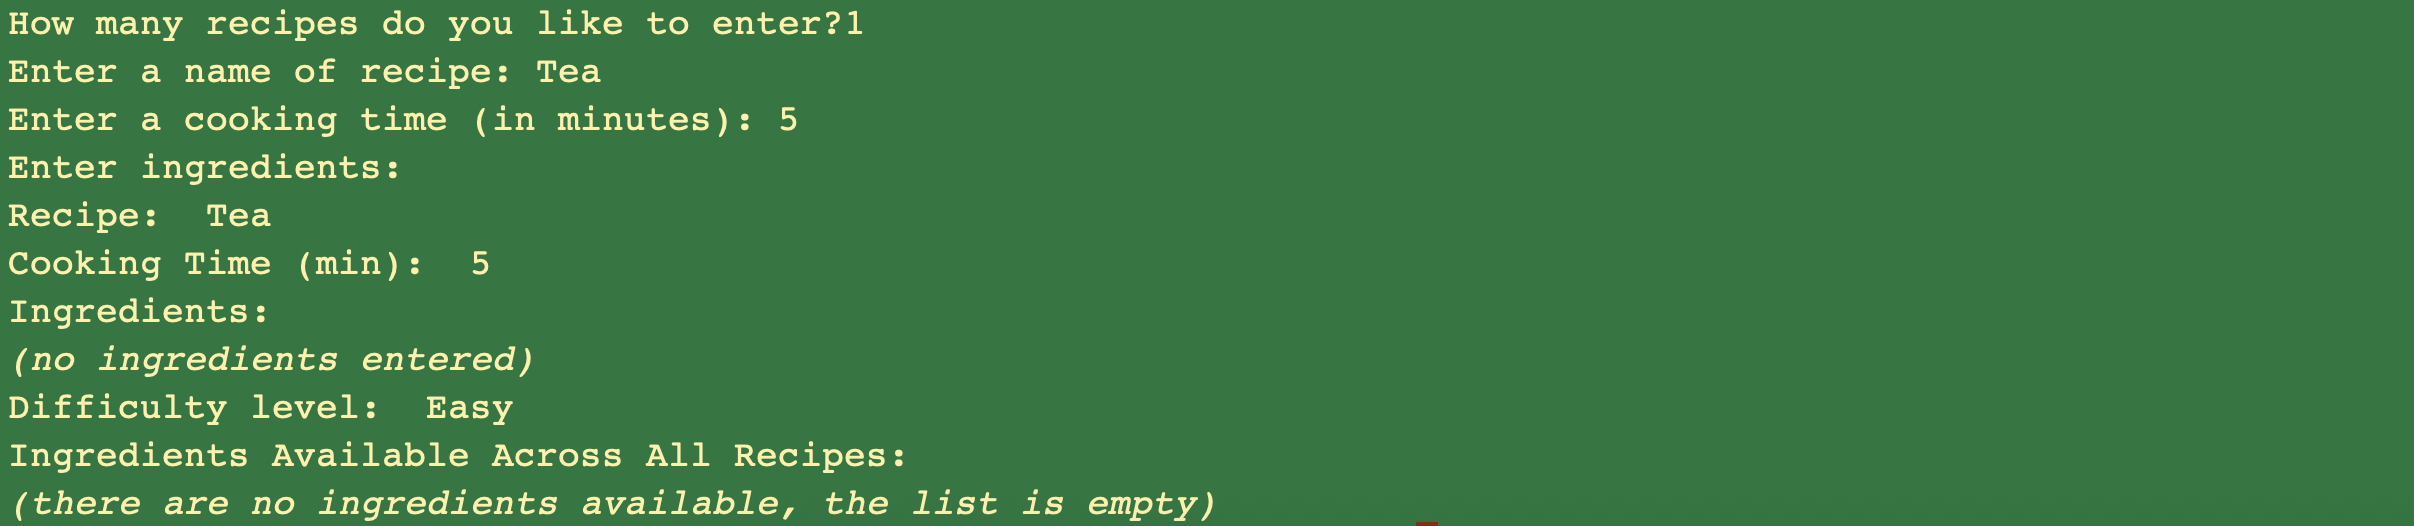 How many recipes do you like to enter?1
Enter a name of recipe: Tea
Enter a cooking time (in minutes): 5
Enter ingredients:
Recipe:  Tea
Cooking Time (min):  5
Ingredients:
(no ingredients entered)
Difficulty level:  Easy
Ingredients Available Across All Recipes:
(there are no ingredients available, the list is empty)